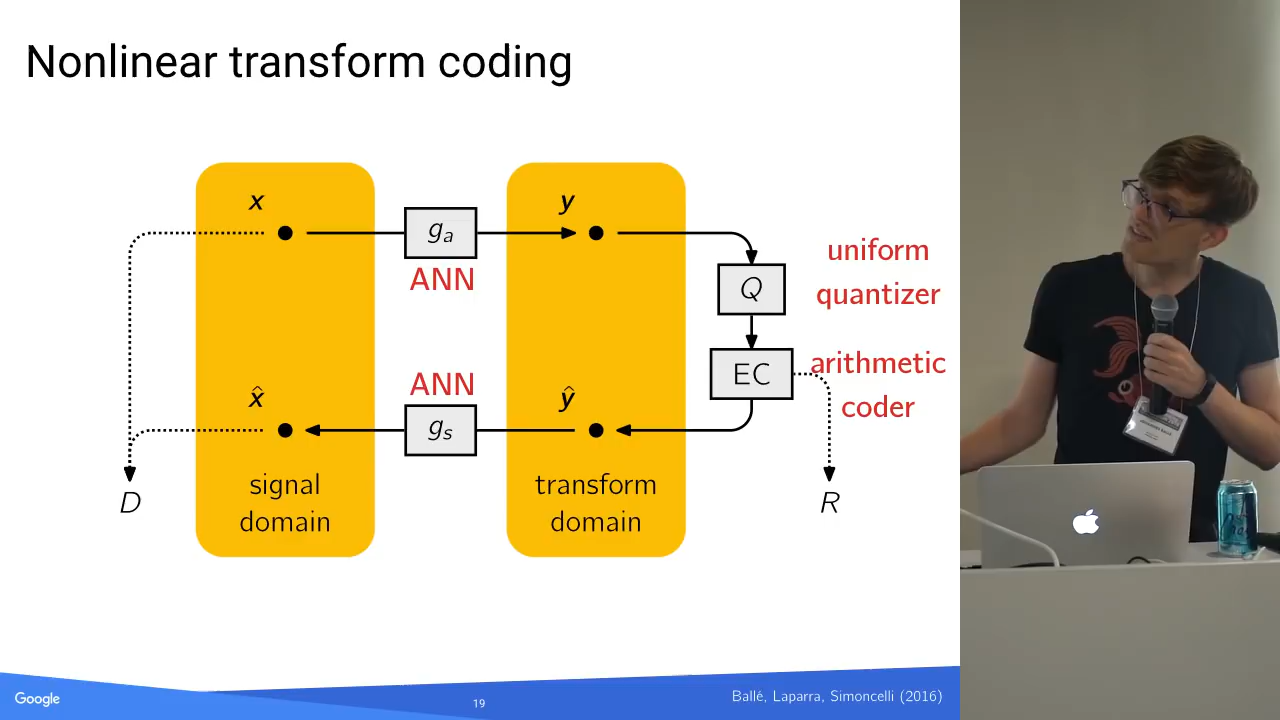 Nonlinear transform coding
x
y
g_a
ANN
Q
uniform
quantizer
EC
arithmetic
coder
ANN
x̂
ŷ
g_s
D
signal
domain
transform
domain
R
Google
19
Ballé, Laparra, Simoncelli (2016)